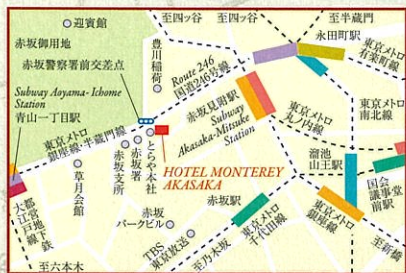 迎賓館
至四ッ谷
至四ッ谷
至半蔵門
永田町駅
赤坂御用地
豊川稲荷
Route 246
国道246号線
東京メトロ
有楽町線
赤坂警察署前交差点
Subway Aoyama-Ichome
Station
青山一丁目駅
赤坂見附駅
Subway
Akasaka-Mitsuke
Station
東京メトロ
丸ノ内線
東京メトロ
南北線
東京メトロ
銀座線・半蔵門線
とらや本社
赤坂署
赤坂支所
草月会館
HOTEL MONTEREY
AKASAKA
溜池
山王駅
国会
議事堂
前駅
都営地下鉄
大江戸線
赤坂
パークビル
赤坂駅
TBS
東京放送
東京メトロ
千代田線
東京メトロ
銀座線
至六本木
至乃木坂
至新橋